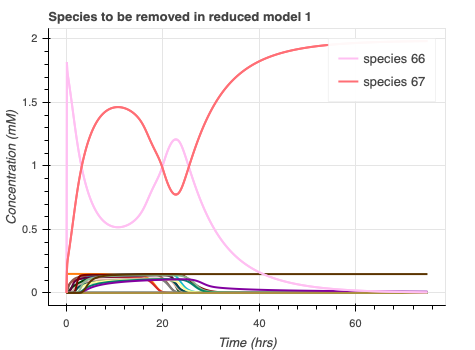 Species to be removed in reduced model 1
species 66
species 67
Concentration (mM)
2
1.5
1
0.5
0
0
20
40
60
Time (hrs)